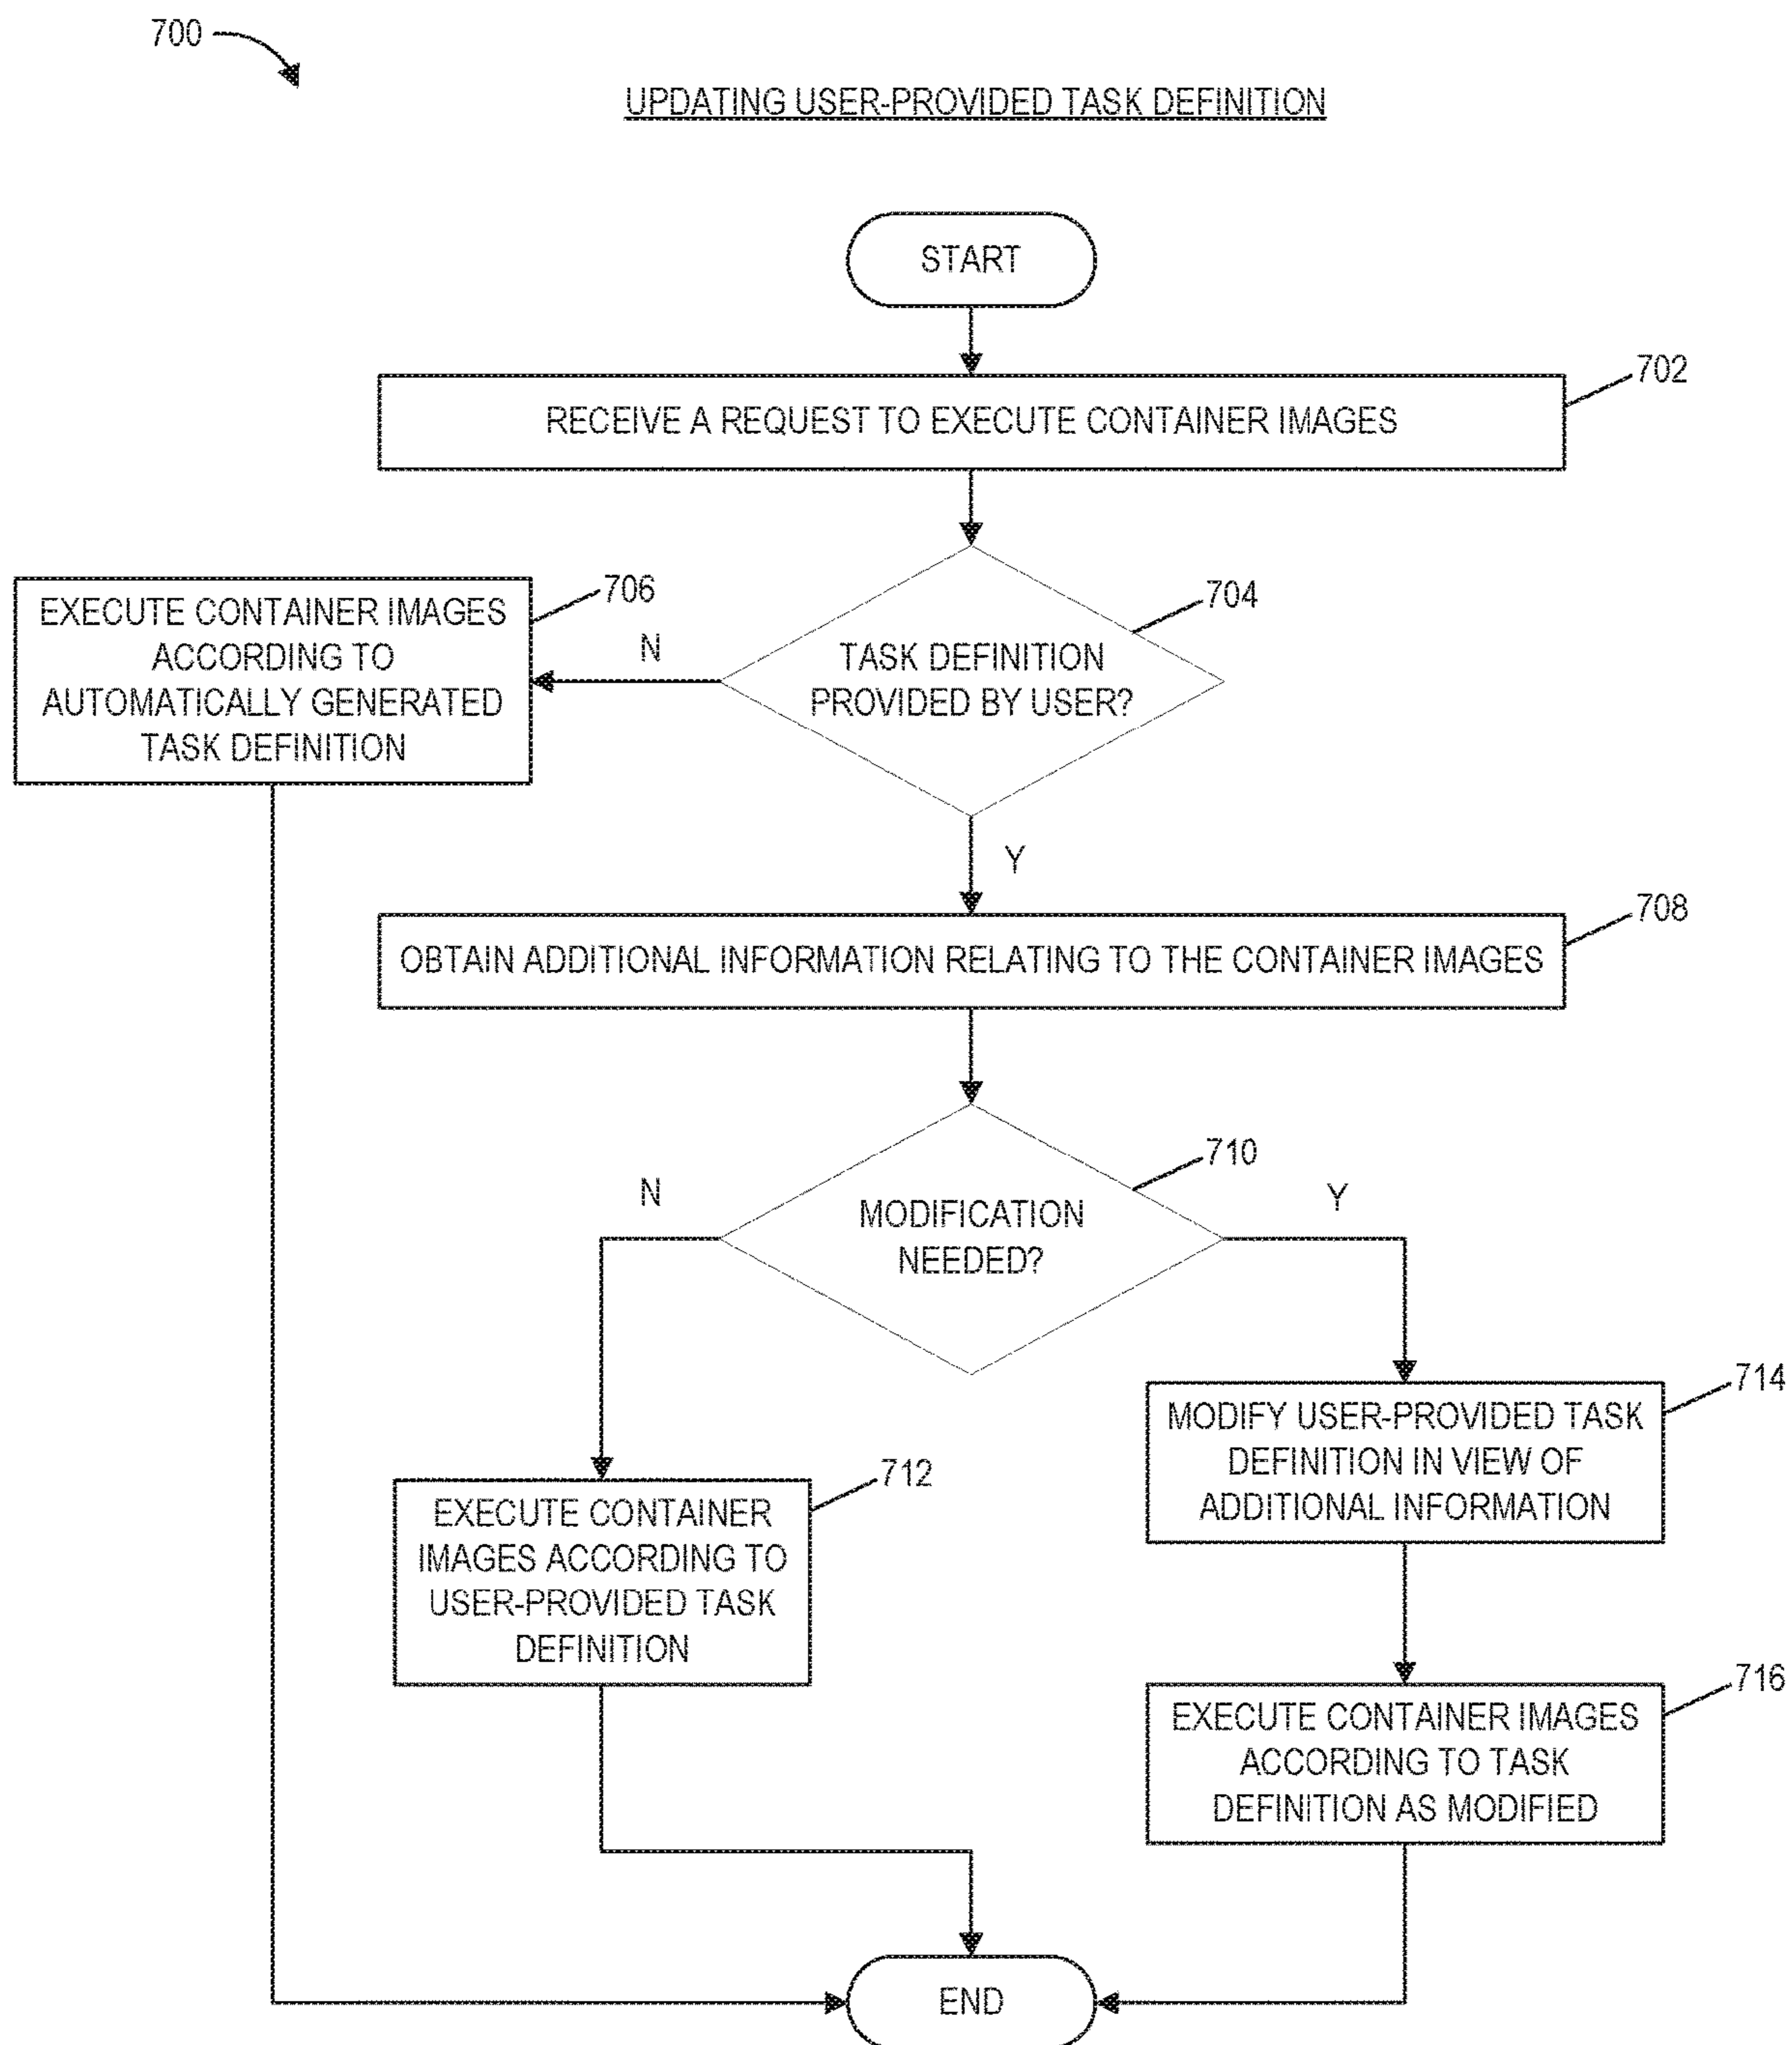 700
UPDATING USER-PROVIDED TASK DEFINITION
START
702
RECEIVE A REQUEST TO EXECUTE CONTAINER IMAGES
704
TASK DEFINITION
PROVIDED BY USER?
N
706
EXECUTE CONTAINER IMAGES
ACCORDING TO
AUTOMATICALLY GENERATED
TASK DEFINITION
Y
708
OBTAIN ADDITIONAL INFORMATION RELATING TO THE CONTAINER IMAGES
710
MODIFICATION
NEEDED?
N
Y
712
EXECUTE CONTAINER
IMAGES ACCORDING TO
USER-PROVIDED TASK
DEFINITION
714
MODIFY USER-PROVIDED TASK
DEFINITION IN VIEW OF
ADDITIONAL INFORMATION
716
EXECUTE CONTAINER IMAGES
ACCORDING TO TASK
DEFINITION AS MODIFIED
END